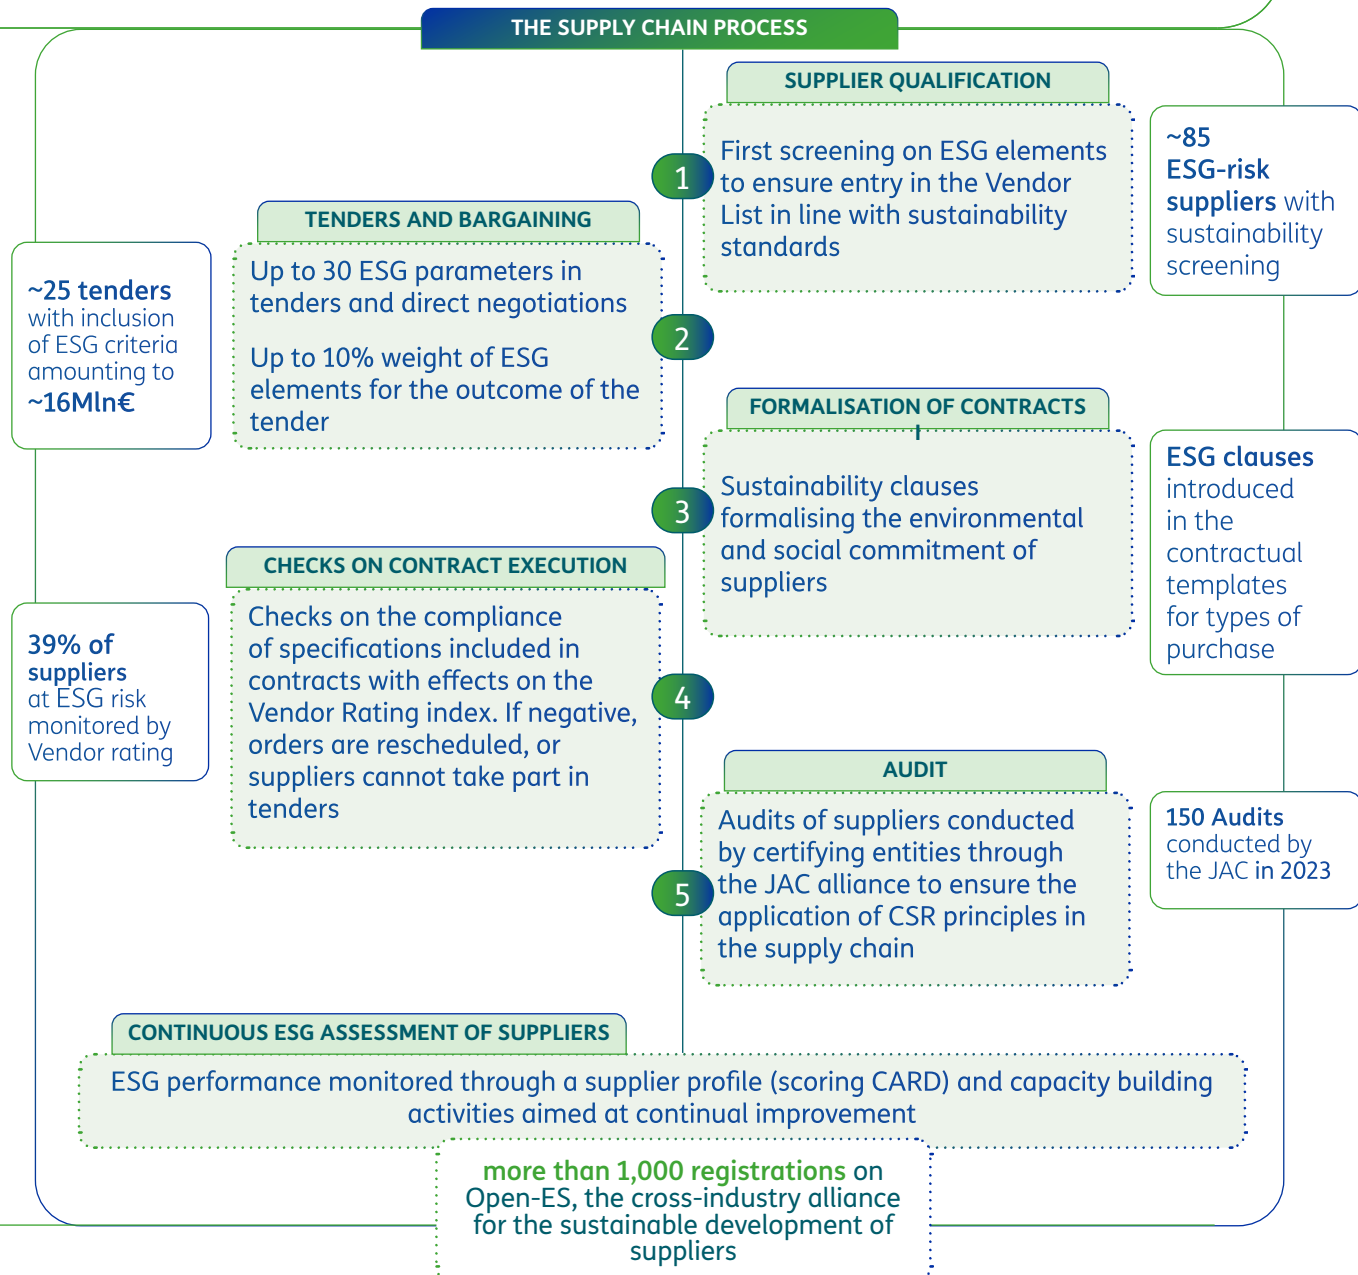 THE SUPPLY CHAIN PROCESS
SUPPLIER QUALIFICATION
1
First screening on ESG elements
to ensure entry in the Vendor
List in line with sustainability
standards
~85
ESG-risk
suppliers with
sustainability
screening
TENDERS AND BARGAINING
~25 tenders
with inclusion
of ESG criteria
amounting to
~16Mln€
Up to 30 ESG parameters in
tenders and direct negotiations
Up to 10% weight of ESG
elements for the outcome of the
tender
2
FORMALISATION OF CONTRACTS
I
3
Sustainability clauses
formalising the environmental
and social commitment of
suppliers
ESG clauses
introduced
in the
contractual
templates
for types of
purchase
CHECKS ON CONTRACT EXECUTION
39% of
suppliers
at ESG risk
monitored by
Vendor rating
Checks on the compliance
of specifications included in
contracts with effects on the
Vendor Rating index. If negative,
orders are rescheduled, or
suppliers cannot take part in
tenders
4
AUDIT
5
Audits of suppliers conducted
by certifying entities through
the JAC alliance to ensure the
application of CSR principles in
the supply chain
150 Audits
conducted by
the JAC in 2023
CONTINUOUS ESG ASSESSMENT OF SUPPLIERS
ESG performance monitored through a supplier profile (scoring CARD) and capacity building
activities aimed at continual improvement
more than 1,000 registrations on
Open-ES, the cross-industry alliance
for the sustainable development of
suppliers